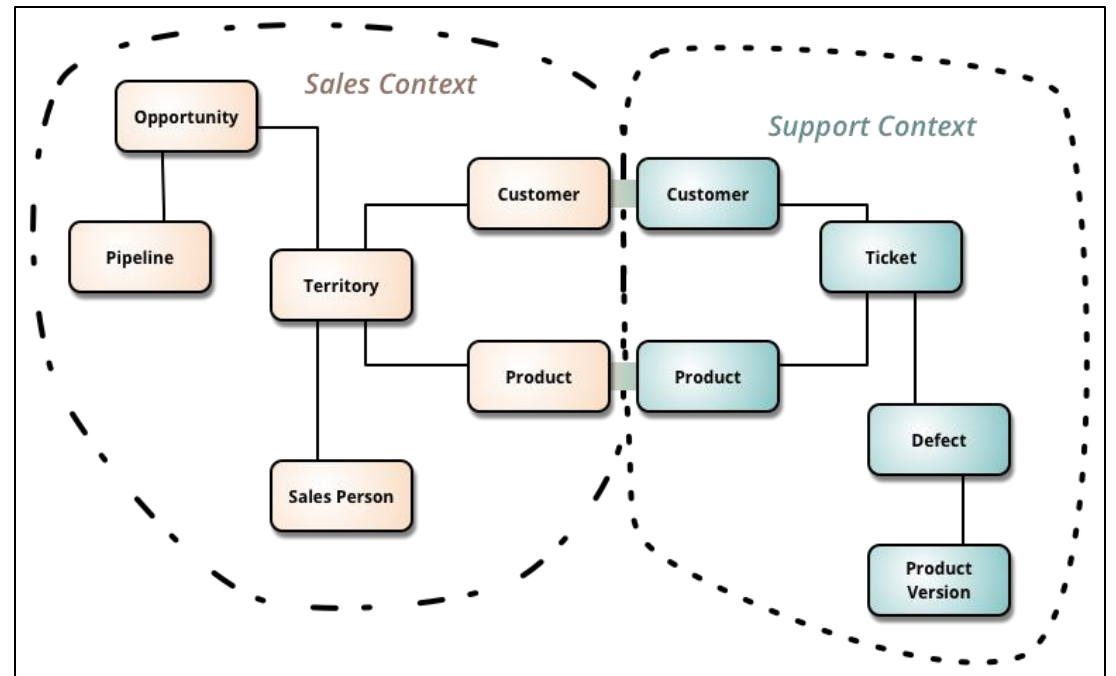 Sales Context
Opportunity
Support Context
Customer
Customer
Pipeline
Ticket
Territory
Product
Product
Defect
Sales Person
Product
Version